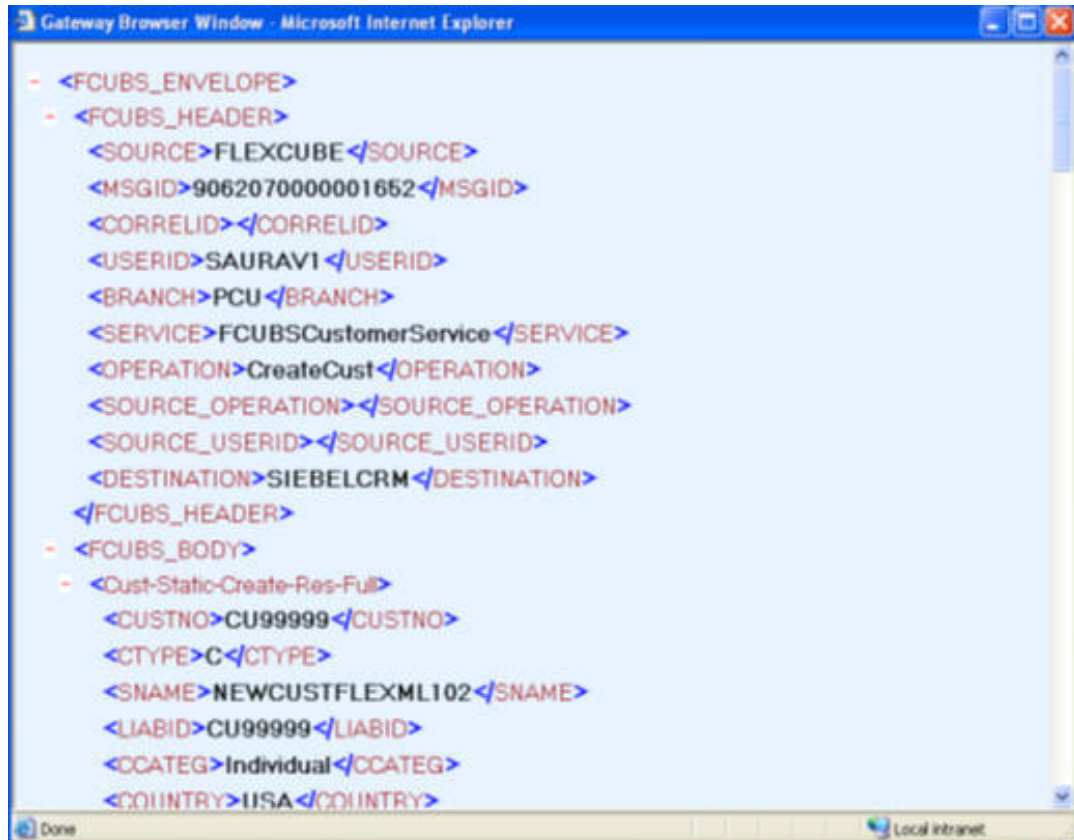 Gateway Browser Window - Microsoft Internet Explorer
- <FCUBS_ENVELOPE>
- <FCUBS_HEADER>
<SOURCE>FLEXCUBE</SOURCE>
<MSGID>9062070000001652</MSGID>
<CORRELID></CORRELID>
<USERID>SAURAV1</USERID>
<BRANCH>PCU</BRANCH>
<SERVICE>FCUBSCustomerService</SERVICE>
<OPERATION>CreateCust</OPERATION>
<SOURCE_OPERATION></SOURCE_OPERATION>
<SOURCE_USERID></SOURCE_USERID>
<DESTINATION>SIEBELCRM</DESTINATION>
</FCUBS_HEADER>
- <FCUBS_BODY>
- <Cust-Static-Create-Res-Full>
<CUSTNO>CU99999</CUSTNO>
<CTYPE>C</CTYPE>
<SNAME>NEWCUSTFLEXML102</SNAME>
<LIABID>CU99999</LIABID>
<CCATEG>Individual</CCATEG>
<COUNTRY>USA</COUNTRY>
Done Local intranet